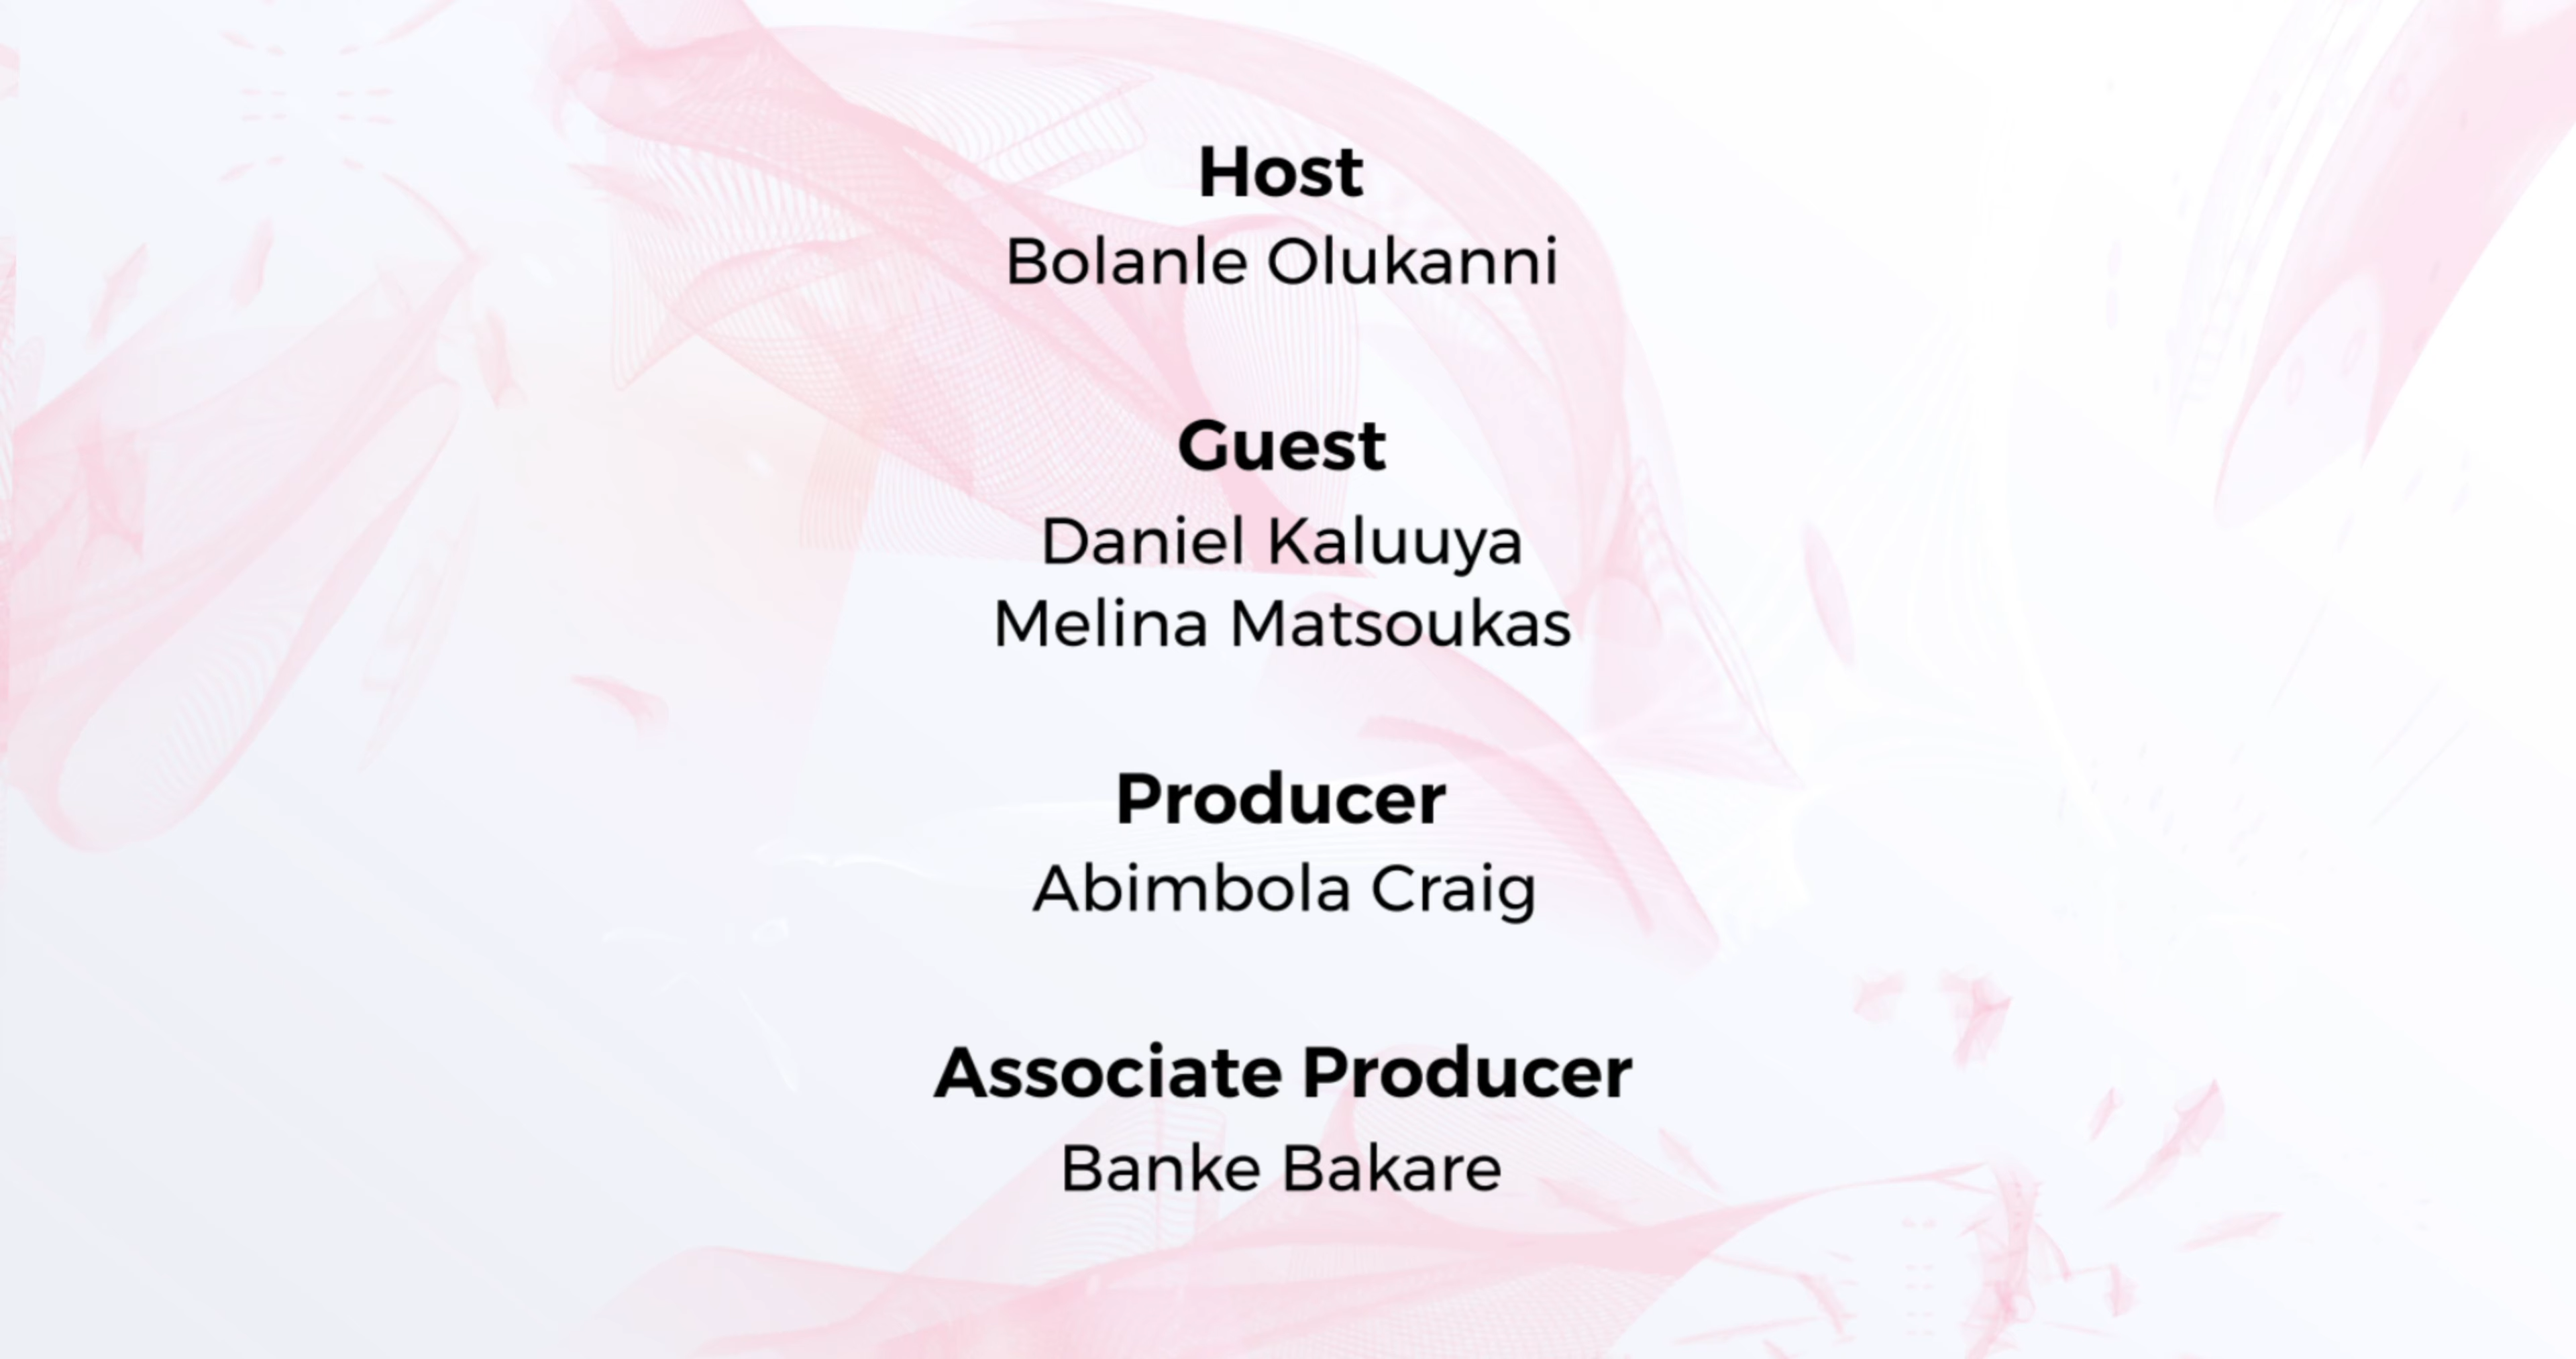 Host
Bolanle Olukanni
Guest
Daniel Kaluuya
Melina Matsoukas
Producer
Abimbola Craig
Associate Producer
Banke Bakare